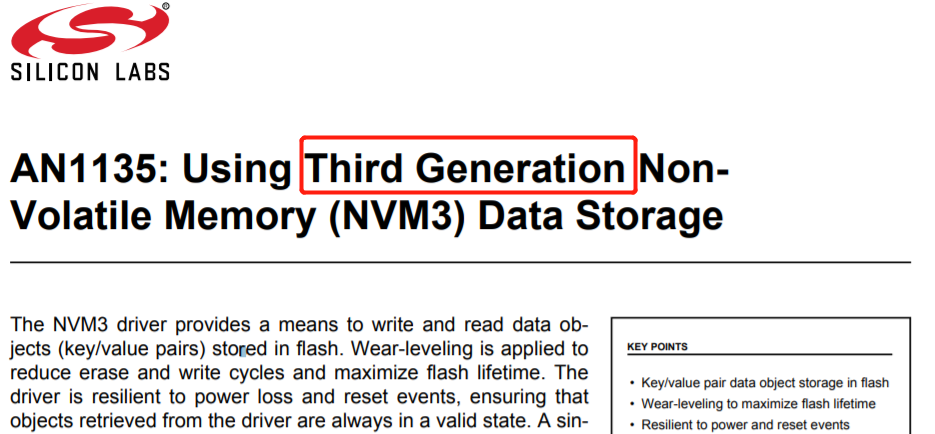 SILICON LABS
AN1135: Using Third Generation Non-
Volatile Memory (NVM3) Data Storage
The NVM3 driver provides a means to write and read data ob-
jects (key/value pairs) stored in flash. Wear-leveling is applied to
reduce erase and write cycles and maximize flash lifetime. The
driver is resilient to power loss and reset events, ensuring that
objects retrieved from the driver are always in a valid state. A sin-
KEY POINTS
• Key/value pair data object storage in flash
• Wear-leveling to maximize flash lifetime
• Resilient to power and reset events